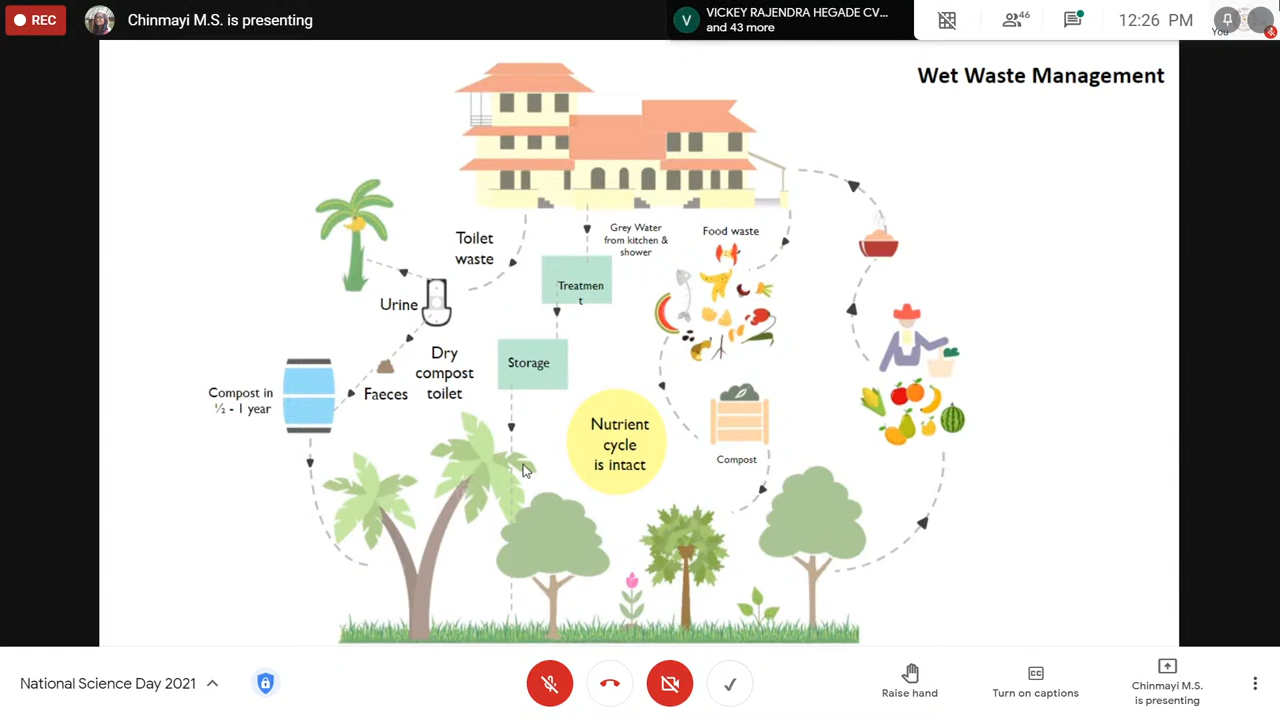 REC
Chinmayi M.S. is presenting
V
VICKEY RAJENDRA HEGADE CV...
and 43 more
46
12:26 PM
You
Wet Waste Management
Toilet
waste
Grey Water
from kitchen &
shower
Food waste
Treatmen
t
Urine
Dry
compost
toilet
Storage
Faeces
Compost in
½ - 1 year
Nutrient
cycle
is intact
Compost
National Science Day 2021
Raise hand
CC
Turn on captions
Chinmayi M.S.
is presenting